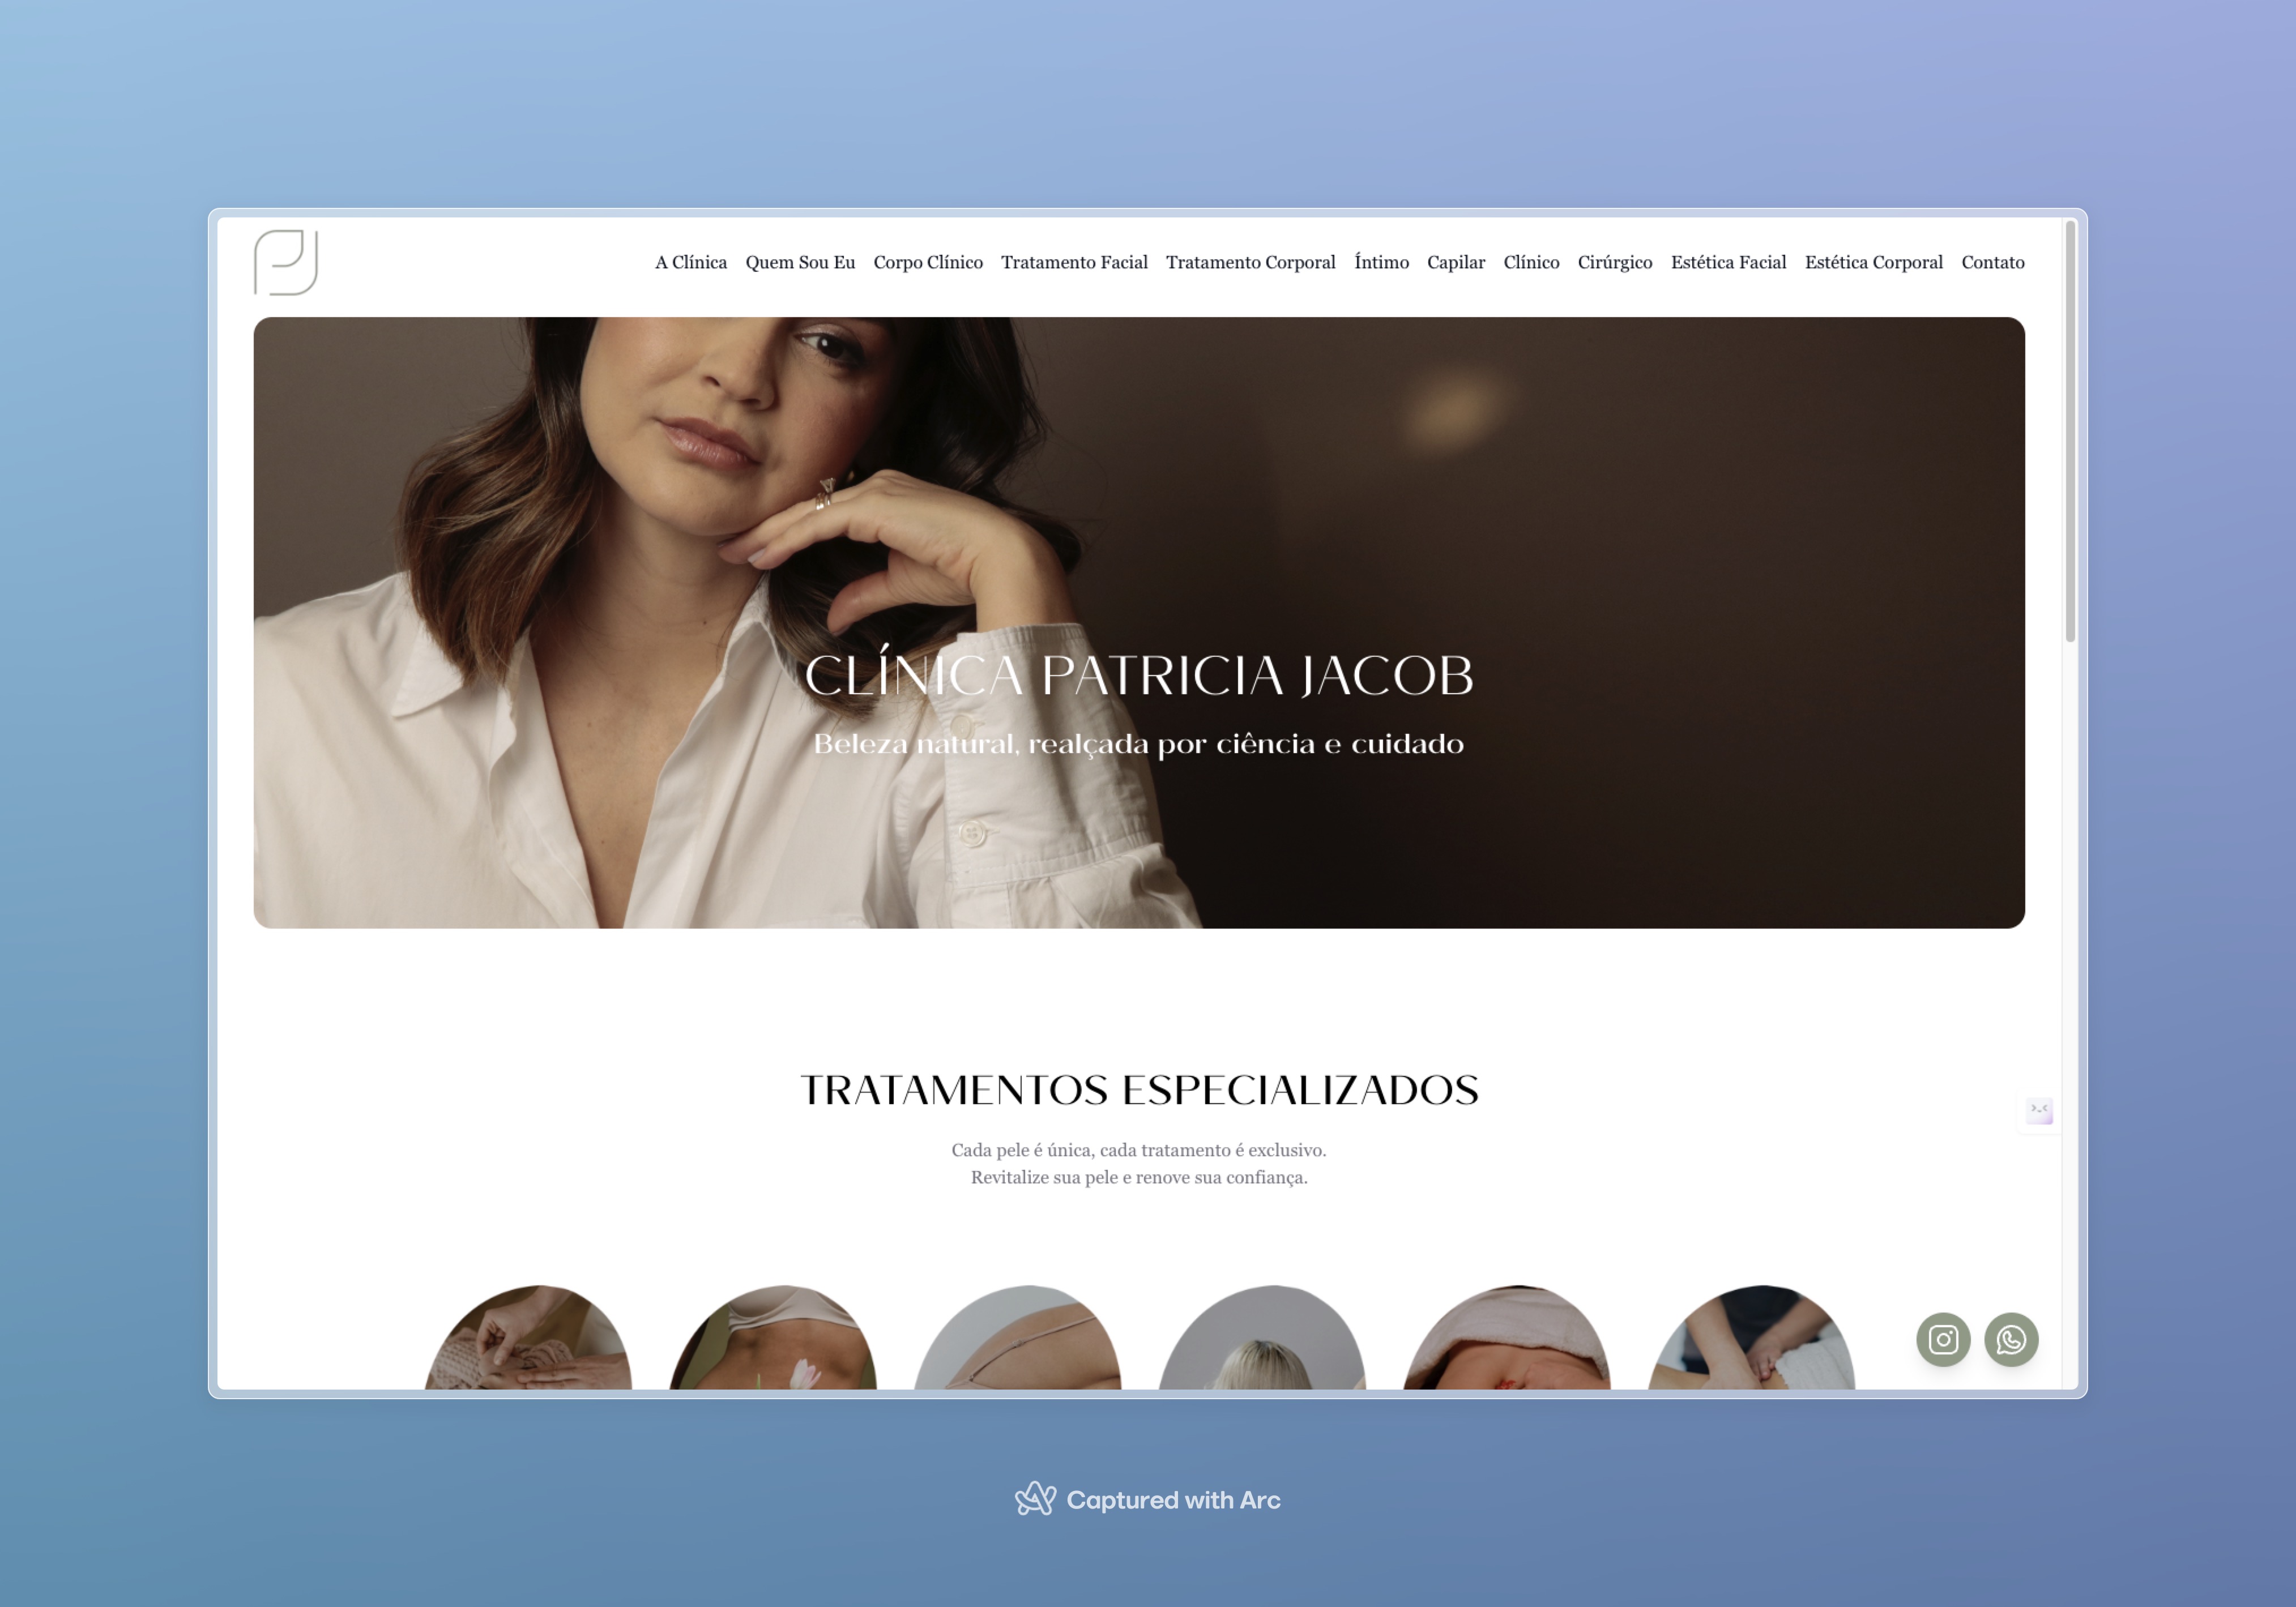 A Clínica Quem Sou Eu Corpo Clínico Tratamento Facial Tratamento Corporal Íntimo Capilar Clínico Cirúrgico Estética Facial Estética Corporal Contato
CLÍNICA PATRICIA JACOB
Beleza natural, realçada por ciência e cuidado
TRATAMENTOS ESPECIALIZADOS
Cada pele é única, cada tratamento é exclusivo.
Revitalize sua pele e renove sua confiança.
Captured with Arc